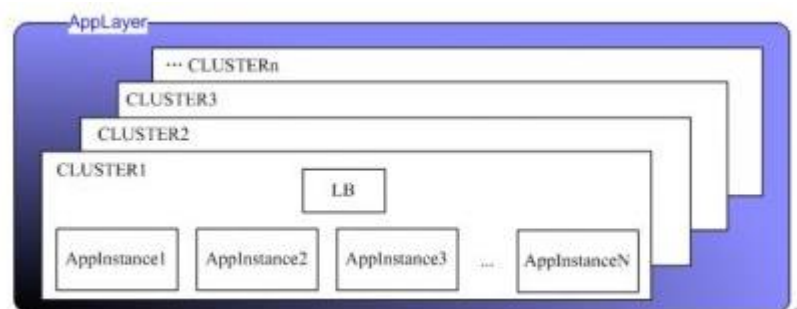 AppLayer
... CLUSTERn
CLUSTER3
CLUSTER2
CLUSTER1
LB
AppInstance1 AppInstance2 AppInstance3 ... AppInstanceN